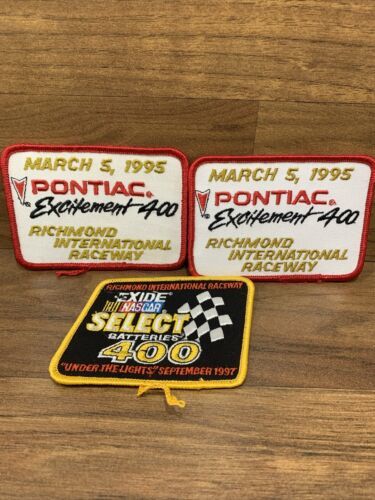 MARCH 5, 1995
PONTIAC®
Excitement 400
RICHMOND
INTERNATIONAL
RACEWAY
MARCH 5, 1995
PONTIAC®
Excitement 400
RICHMOND
INTERNATIONAL
RACEWAY
RICHMOND INTERNATIONAL RACEWAY
EXIDE
NASCAR
SELECT
BATTERIES
400
"UNDER THE LIGHTS" SEPTEMBER 1997